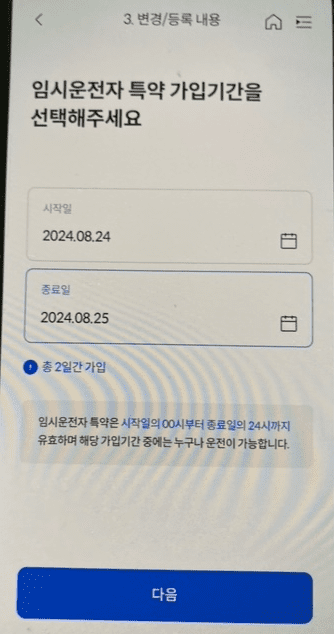 3. 변경/등록 내용
임시운전자 특약 가입기간을
선택해주세요
시작일
2024.08.24
종료일
2024.08.25
총 2일간 가입
임시운전자 특약은 시작일의 00시부터 종료일의 24시까지
유효하며 해당 가입기간 중에는 누구나 운전이 가능합니다.
다음